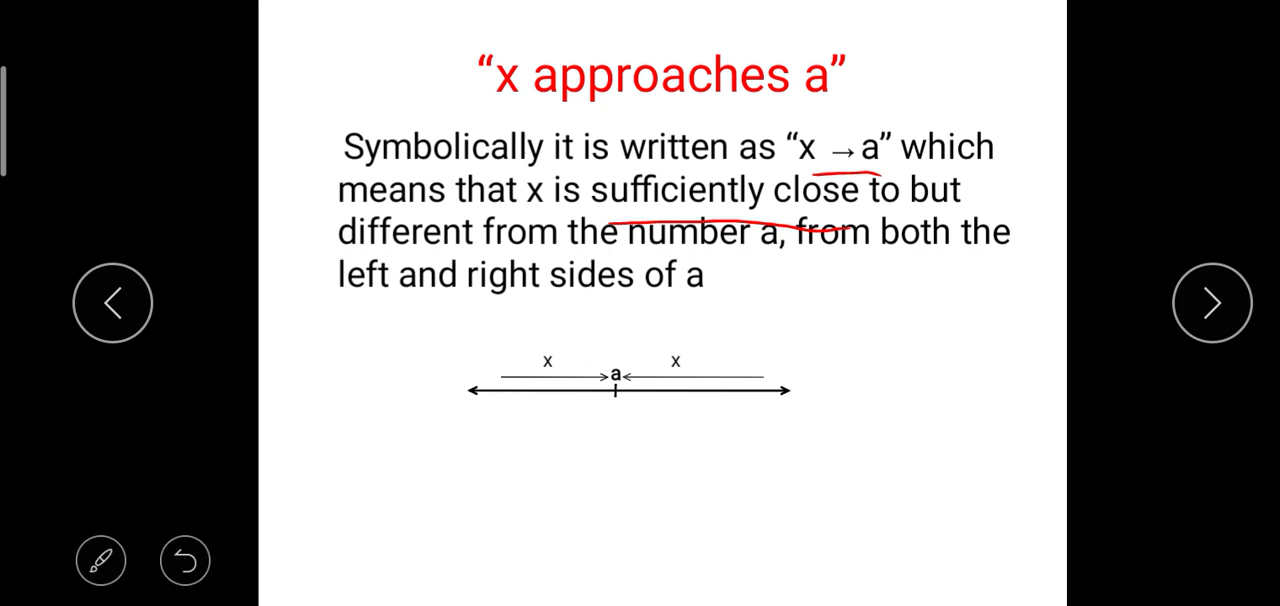 “x approaches a”
Symbolically it is written as “x → a” which
means that x is sufficiently close to but
different from the number a, from both the
left and right sides of a
x x
a